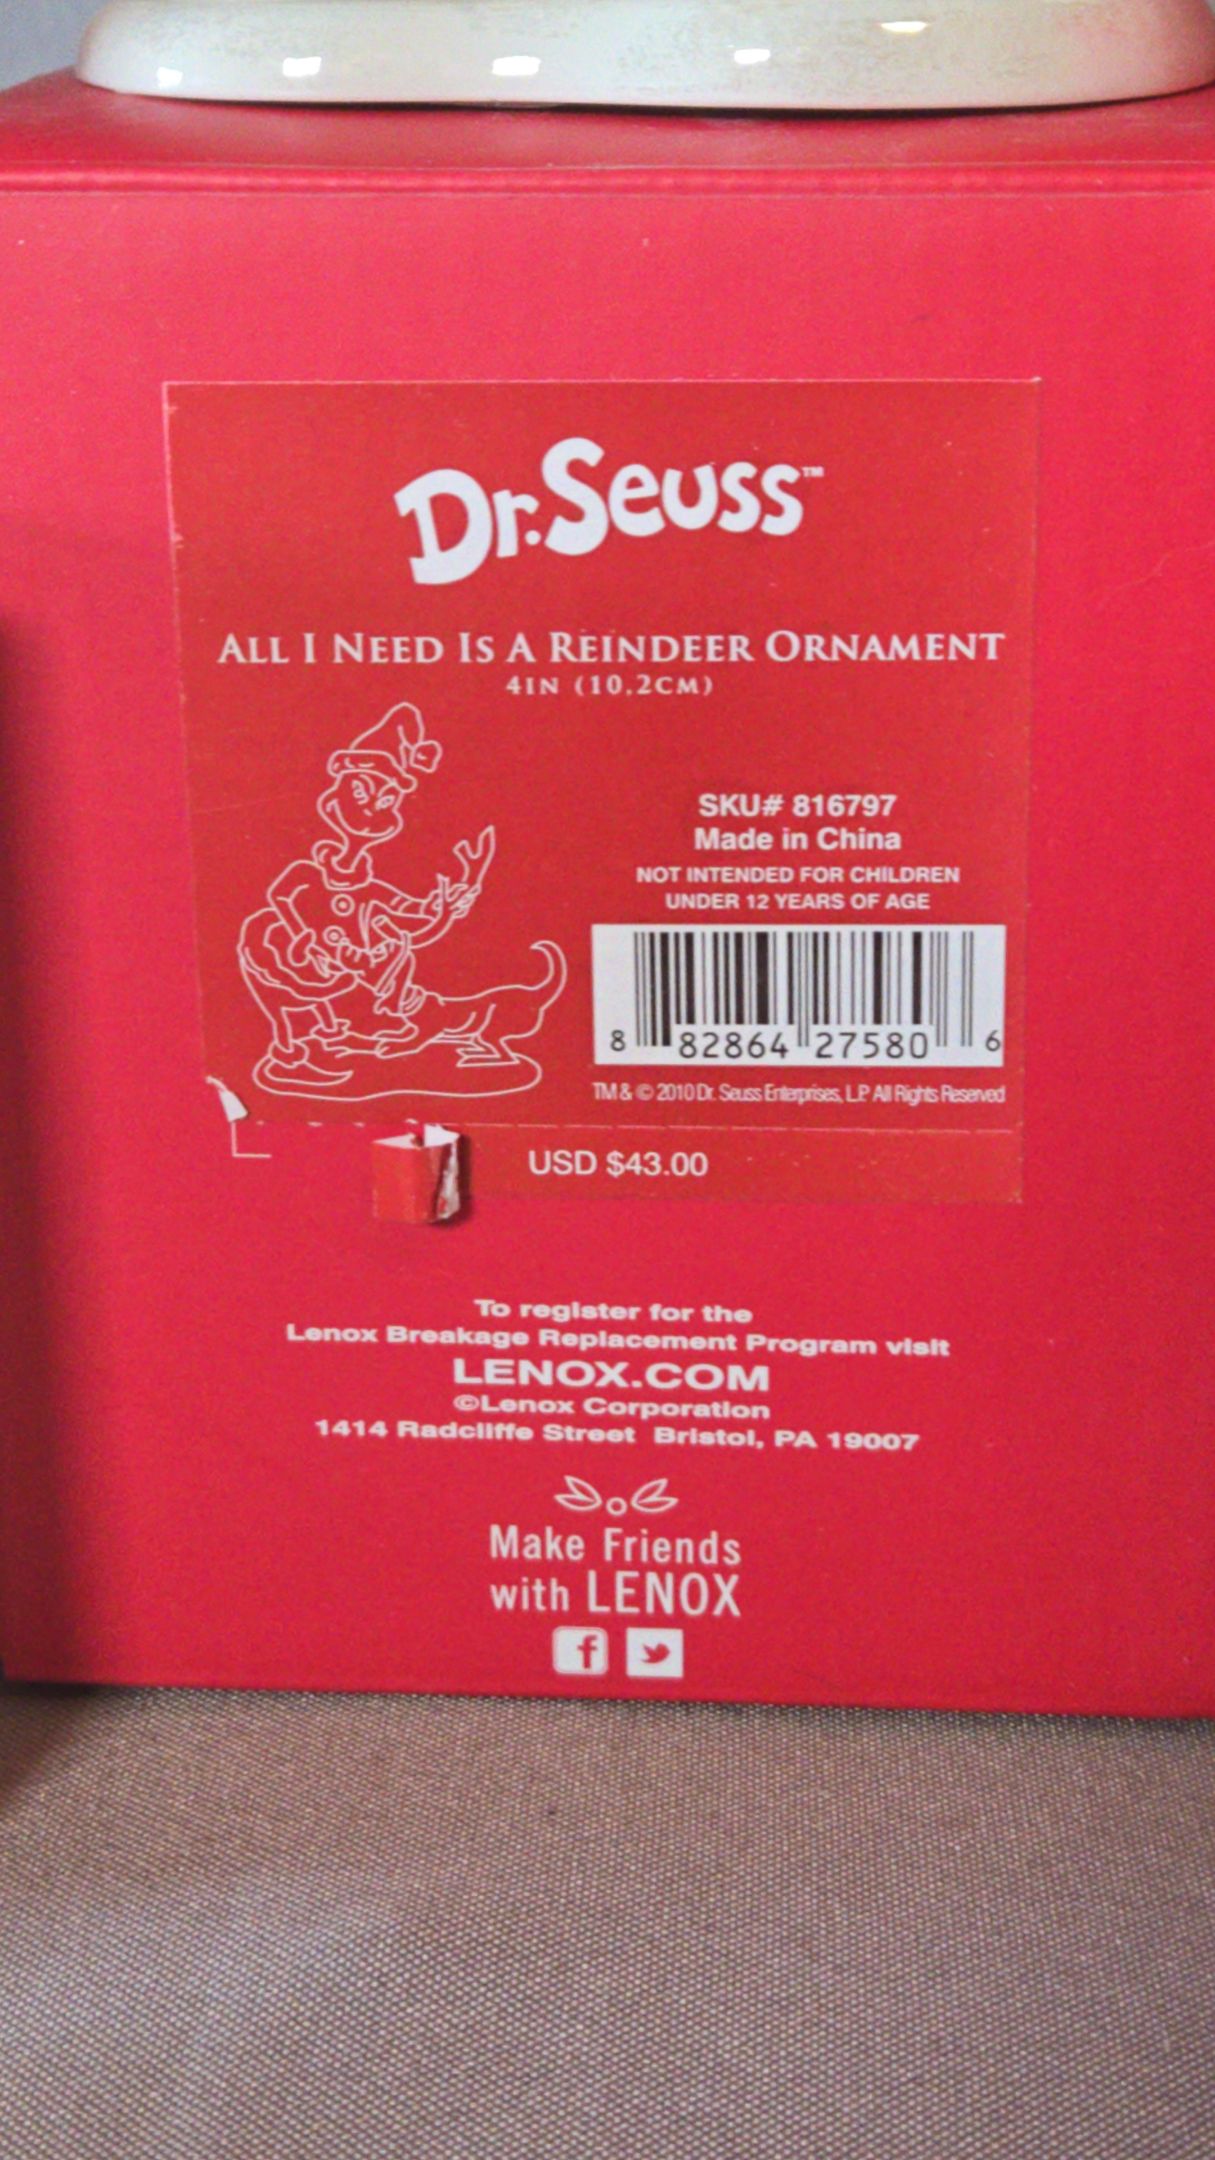 Dr. Seuss™
ALL I NEED IS A REINDEER ORNAMENT
4IN (10.2CM)
SKU# 816797
Made in China
NOT INTENDED FOR CHILDREN
UNDER 12 YEARS OF AGE
8 82864 27580 6
TM & © 2010 Dr. Seuss Enterprises, L.P. All Rights Reserved
USD $43.00
To register for the
Lenox Breakage Replacement Program visit
LENOX.COM
©Lenox Corporation
1414 Radcliffe Street Bristol, PA 19007
Make Friends
with LENOX
f